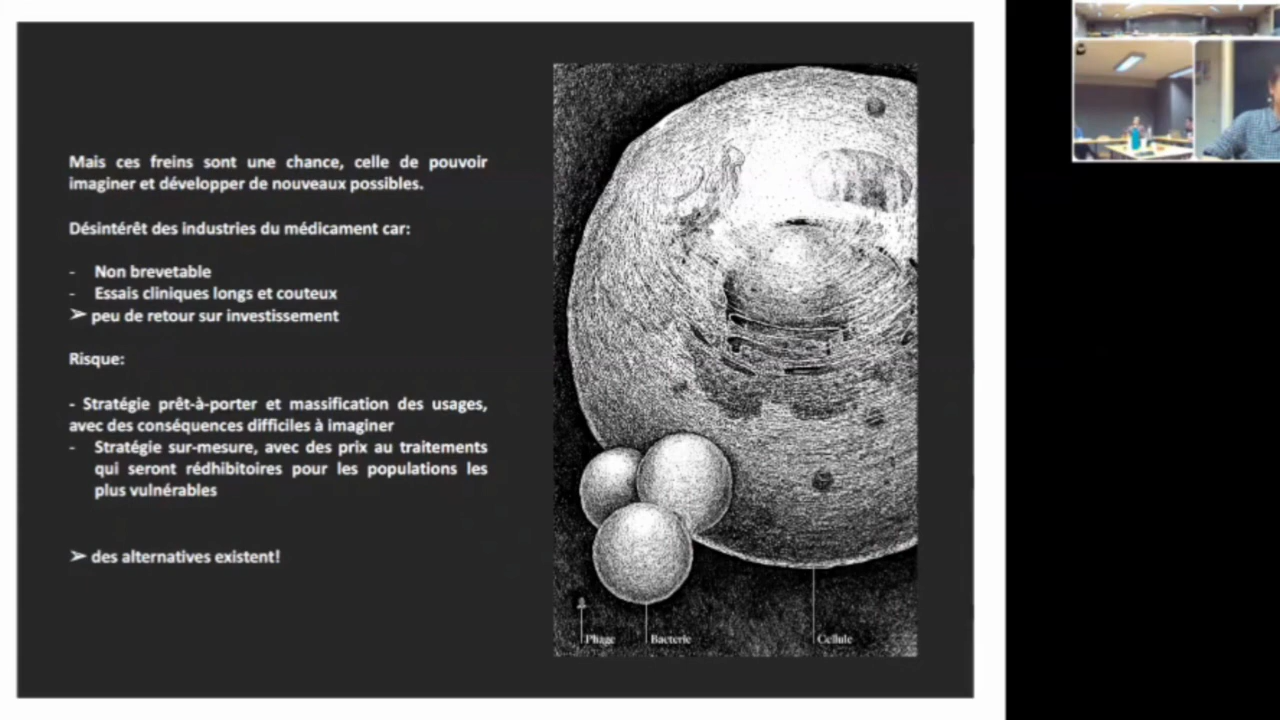 Mais ces freins sont une chance, celle de pouvoir
imaginer et développer de nouveaux possibles.
Désintérêt des industries du médicament car:
- Non brevetable
- Essais cliniques longs et couteux
➢ peu de retour sur investissement
Risque:
- Stratégie prêt-à-porter et massification des usages,
avec des conséquences difficiles à imaginer
- Stratégie sur-mesure, avec des prix au traitements
qui seront rédhibitoires pour les populations les
plus vulnérables
➢ des alternatives existent!
Phage
Bacterie
Cellule